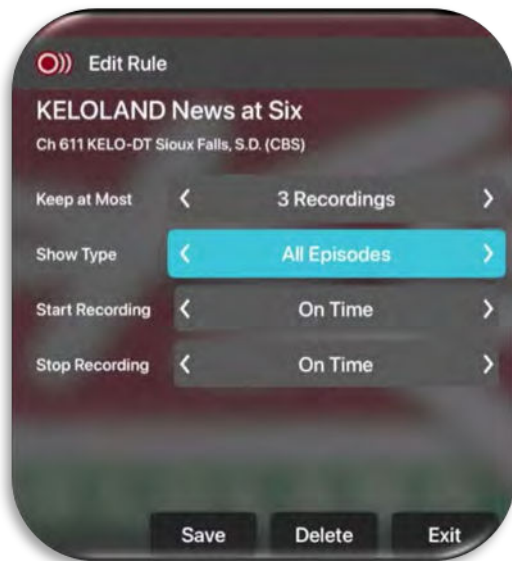 Edit Rule
KELOLAND News at Six
Ch 611 KELO-DT Sioux Falls, S.D. (CBS)
Keep at Most 3 Recordings
Show Type All Episodes
Start Recording On Time
Stop Recording On Time
Save Delete Exit